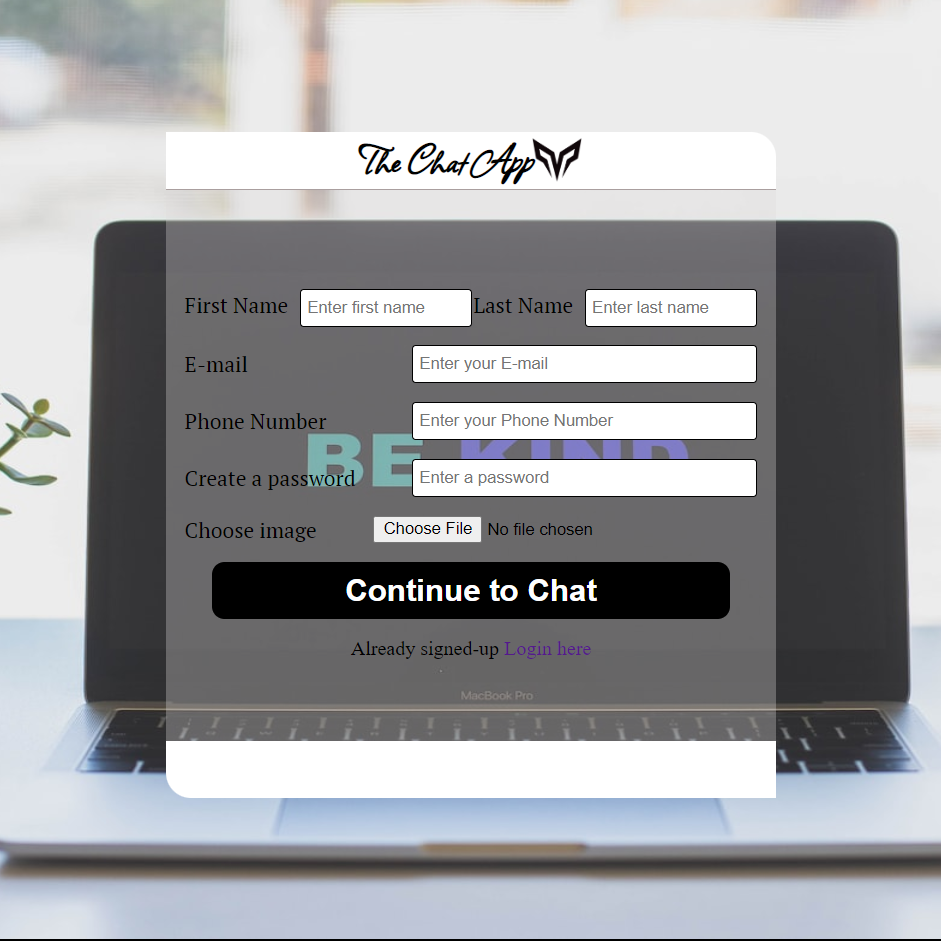 The Chat App
First Name Enter first name Last Name Enter last name
E-mail Enter your E-mail
Phone Number Enter your Phone Number
BE KIND
Create a password Enter a password
Choose image Choose File No file chosen
Continue to Chat
Already signed-up Login here
MacBook Pro